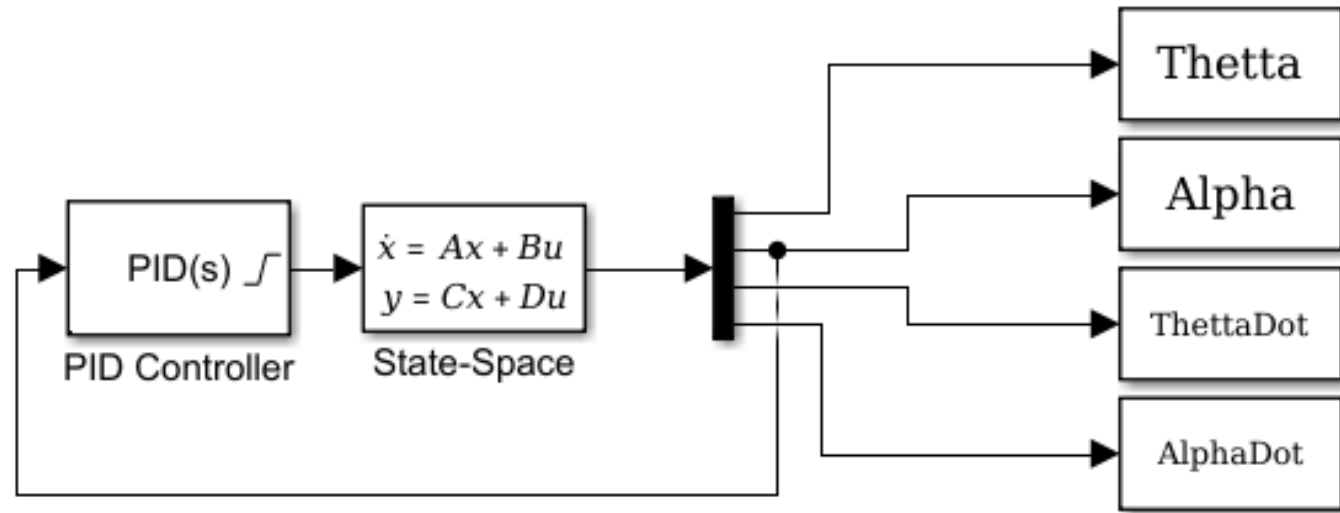 Thetta
Alpha
PID(s)
ẋ = Ax + Bu
y = Cx + Du
ThettaDot
PID Controller
State-Space
AlphaDot